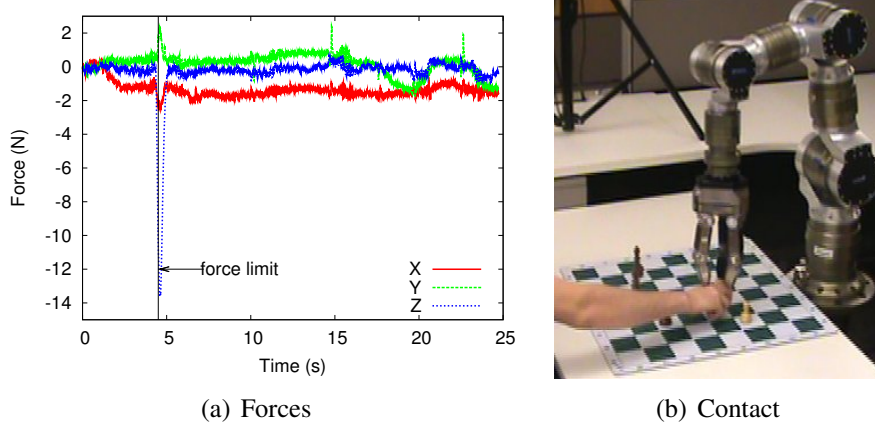 2
0
-2
-4
-6
-8
-10
-12
-14
Force (N)
force limit
X
Y
Z
0 5 10 15 20 25
Time (s)
(a) Forces
(b) Contact